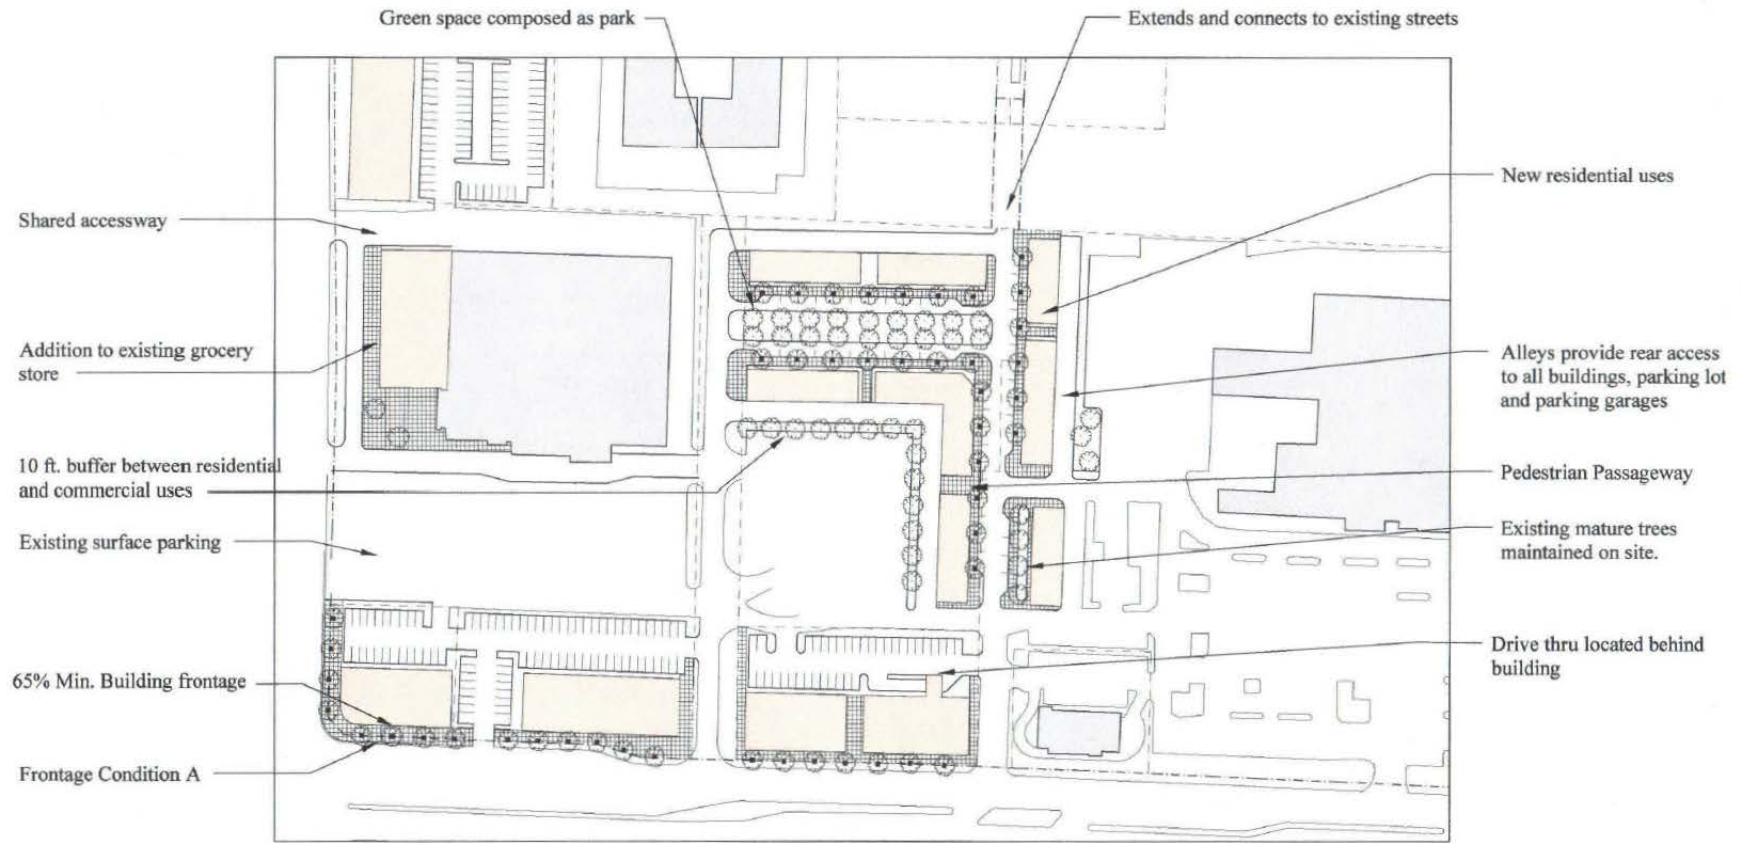 Green space composed as park
Extends and connects to existing streets
New residential uses
Shared accessway
Addition to existing grocery
store
Alleys provide rear access
to all buildings, parking lot
and parking garages
10 ft. buffer between residential
and commercial uses
Pedestrian Passageway
Existing surface parking
Existing mature trees
maintained on site.
65% Min. Building frontage
Drive thru located behind
building
Frontage Condition A